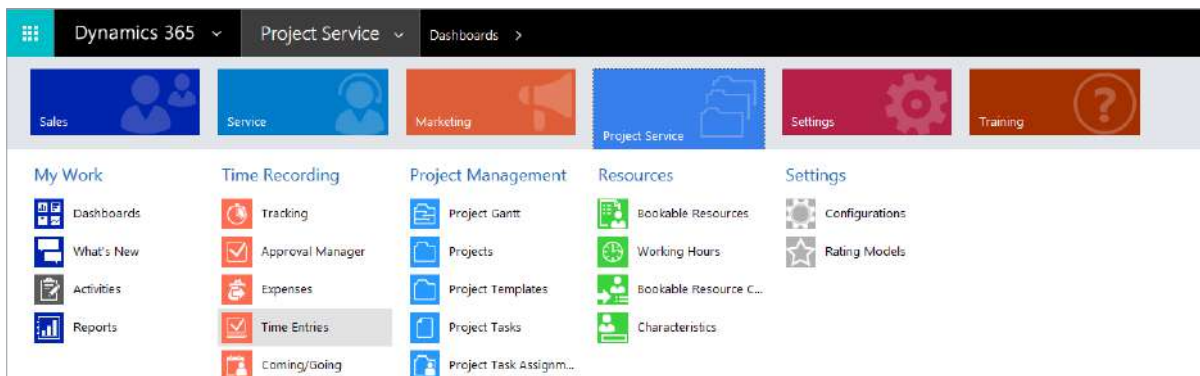 Dynamics 365 Project Service Dashboards >
Sales Service Marketing Project Service Settings Training
My Work
Dashboards
What's New
Activities
Reports
Time Recording
Tracking
Approval Manager
Expenses
Time Entries
Coming/Going
Project Management
Project Gantt
Projects
Project Templates
Project Tasks
Project Task Assignm...
Resources
Bookable Resources
Working Hours
Bookable Resource C...
Characteristics
Settings
Configurations
Rating Models